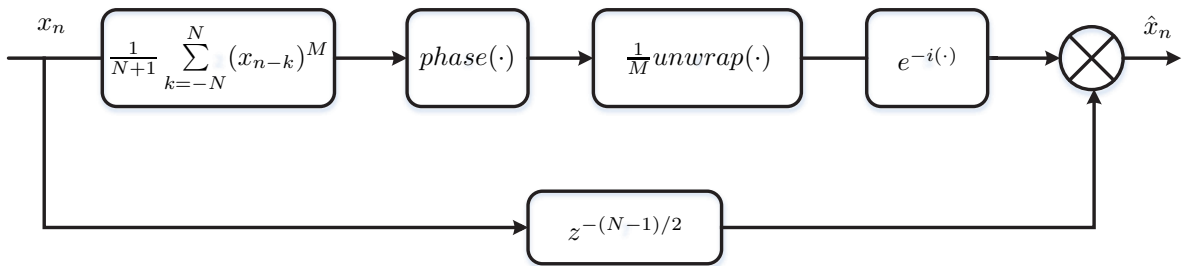 x_n
\frac{1}{N+1} \sum_{k=-N}^{N} (x_{n-k})^M
phase(·)
\frac{1}{M} unwrap(·)
e^{-i(·)}
\hat{x}_n
z^{-(N-1)/2}